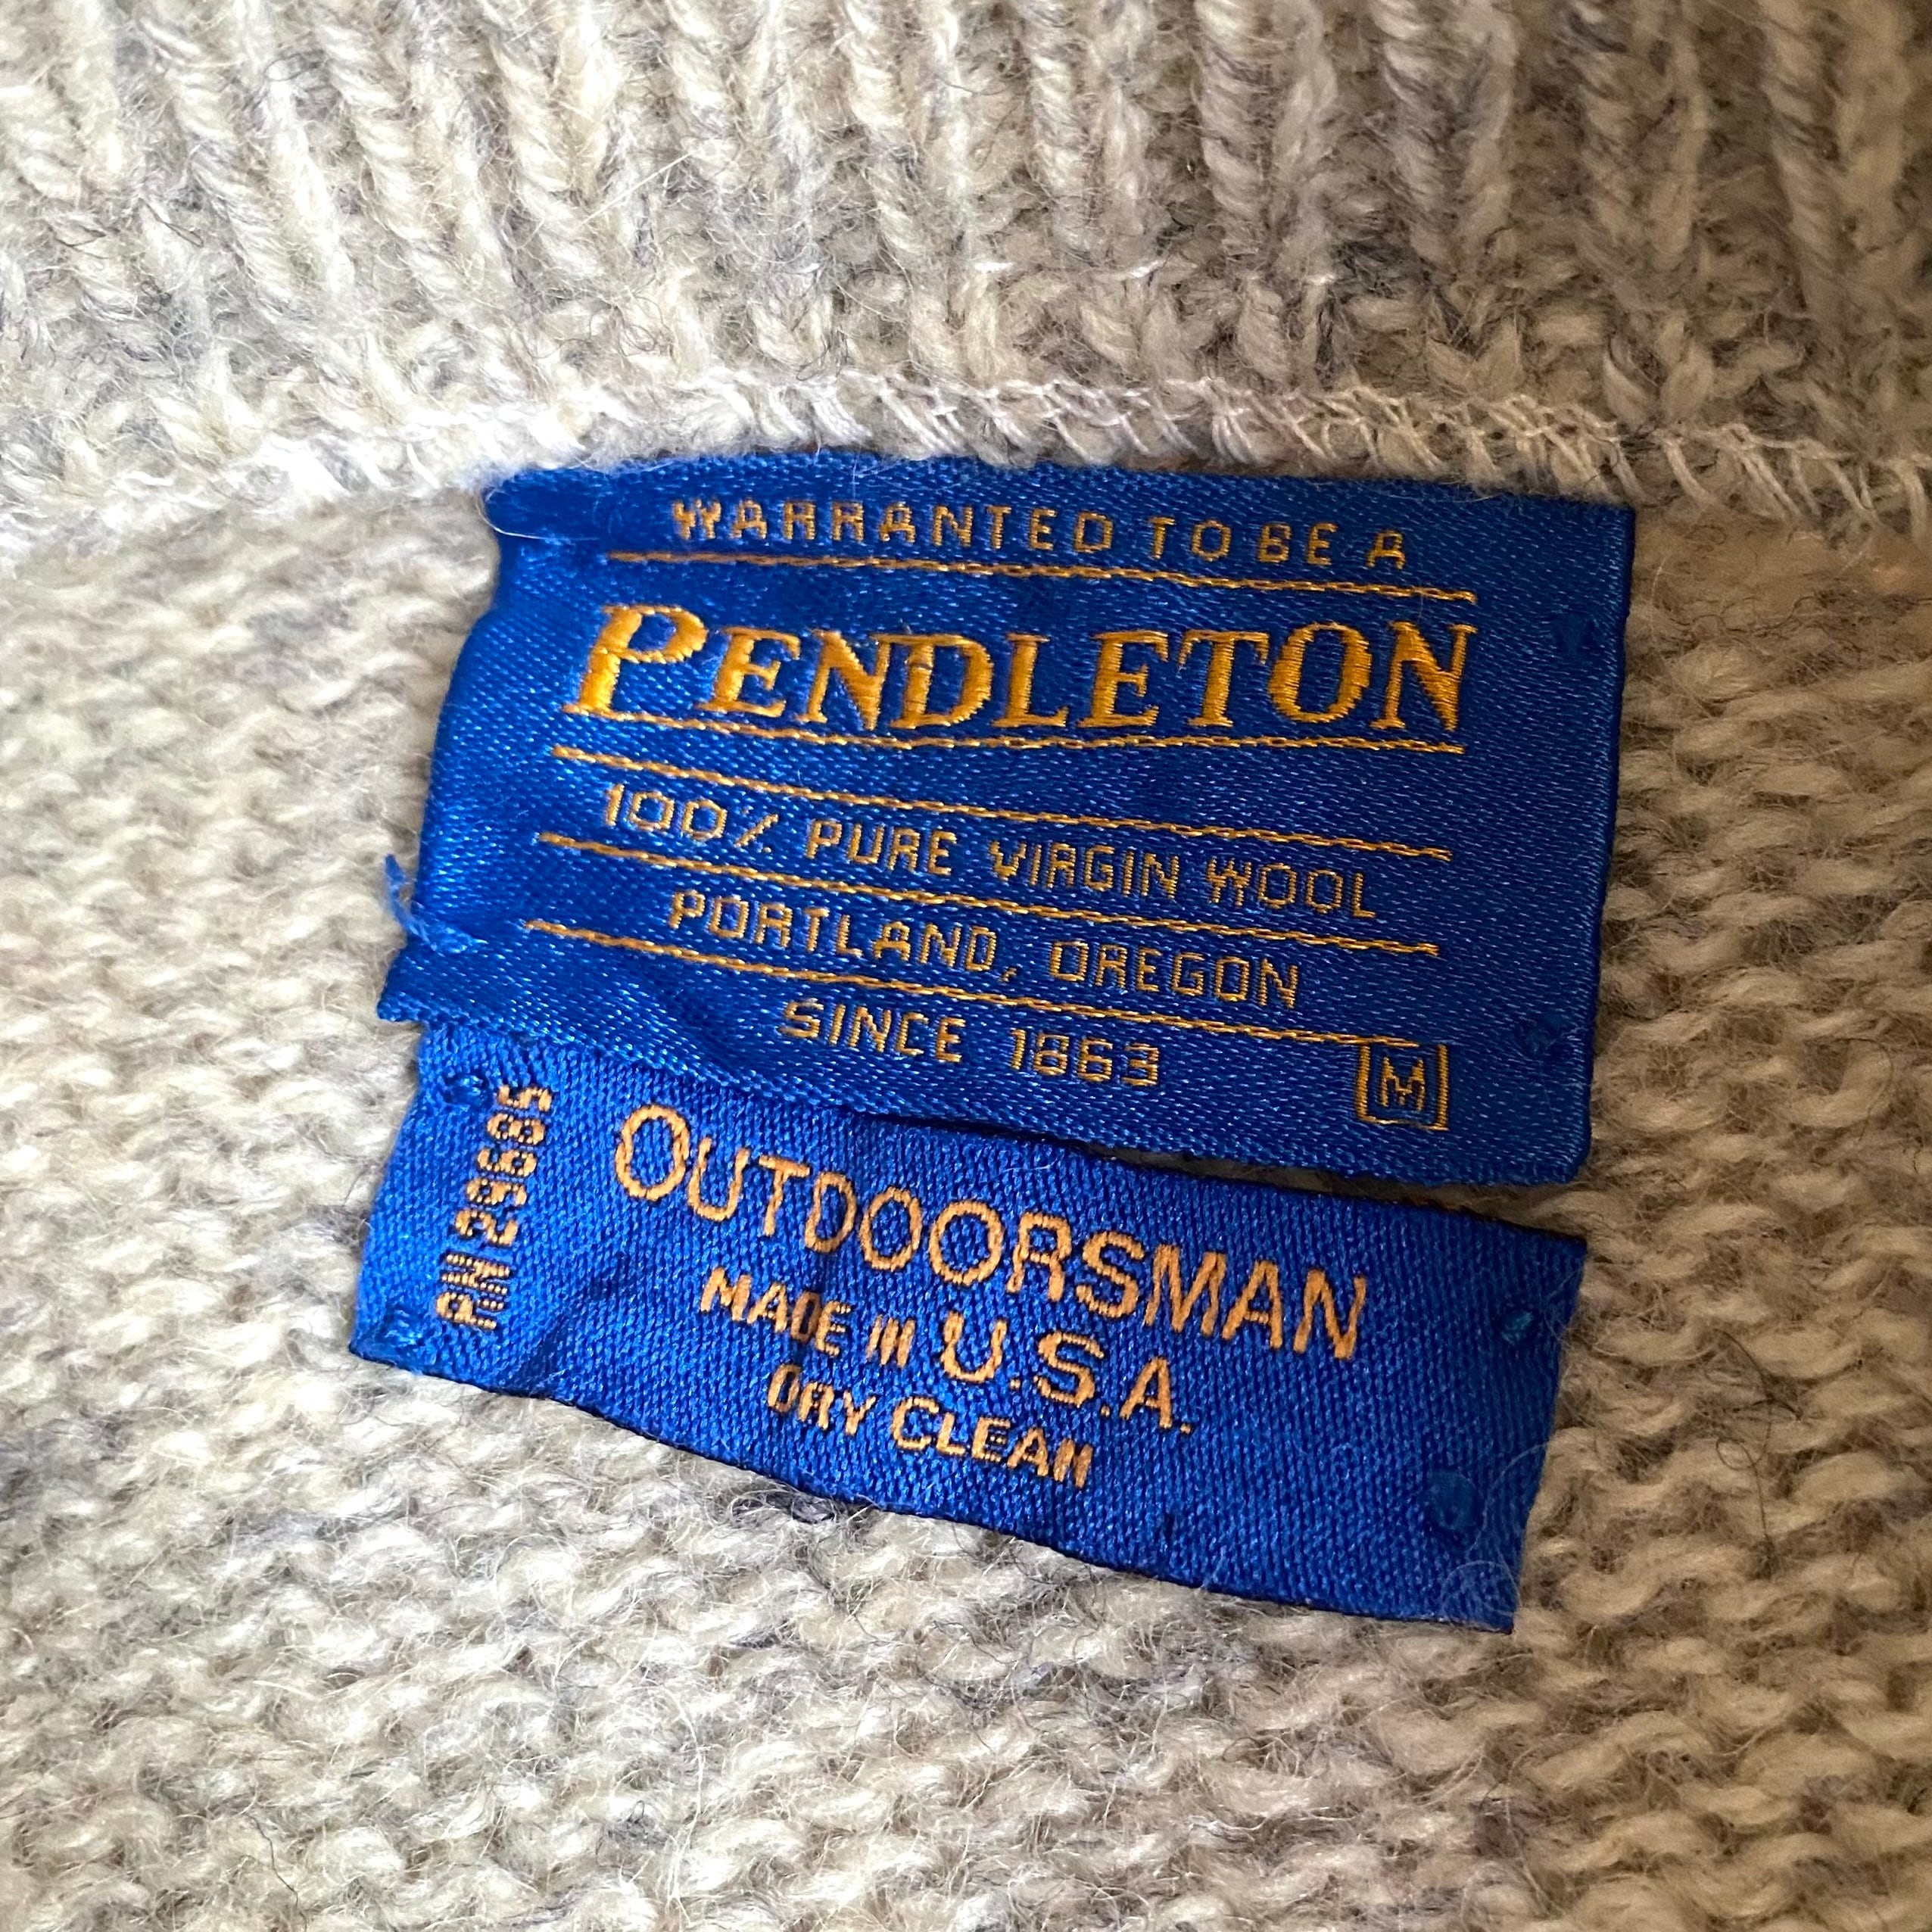 WARRANTED TO BE A
PENDLETON
100% PURE VIRGIN WOOL
PORTLAND, OREGON
SINCE 1863
M
RN 29685
OUTDOORSMAN
MADE IN U.S.A.
DRY CLEAN